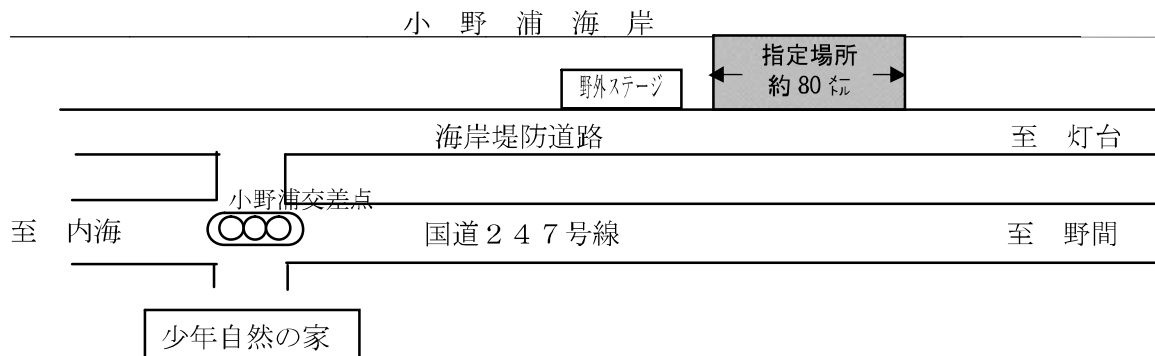 小野浦海岸
指定場所
約80メートル
野外ステージ
海岸堤防道路
至 灯台
小野浦交差点
至 内海
国道247号線
至 野間
少年自然の家